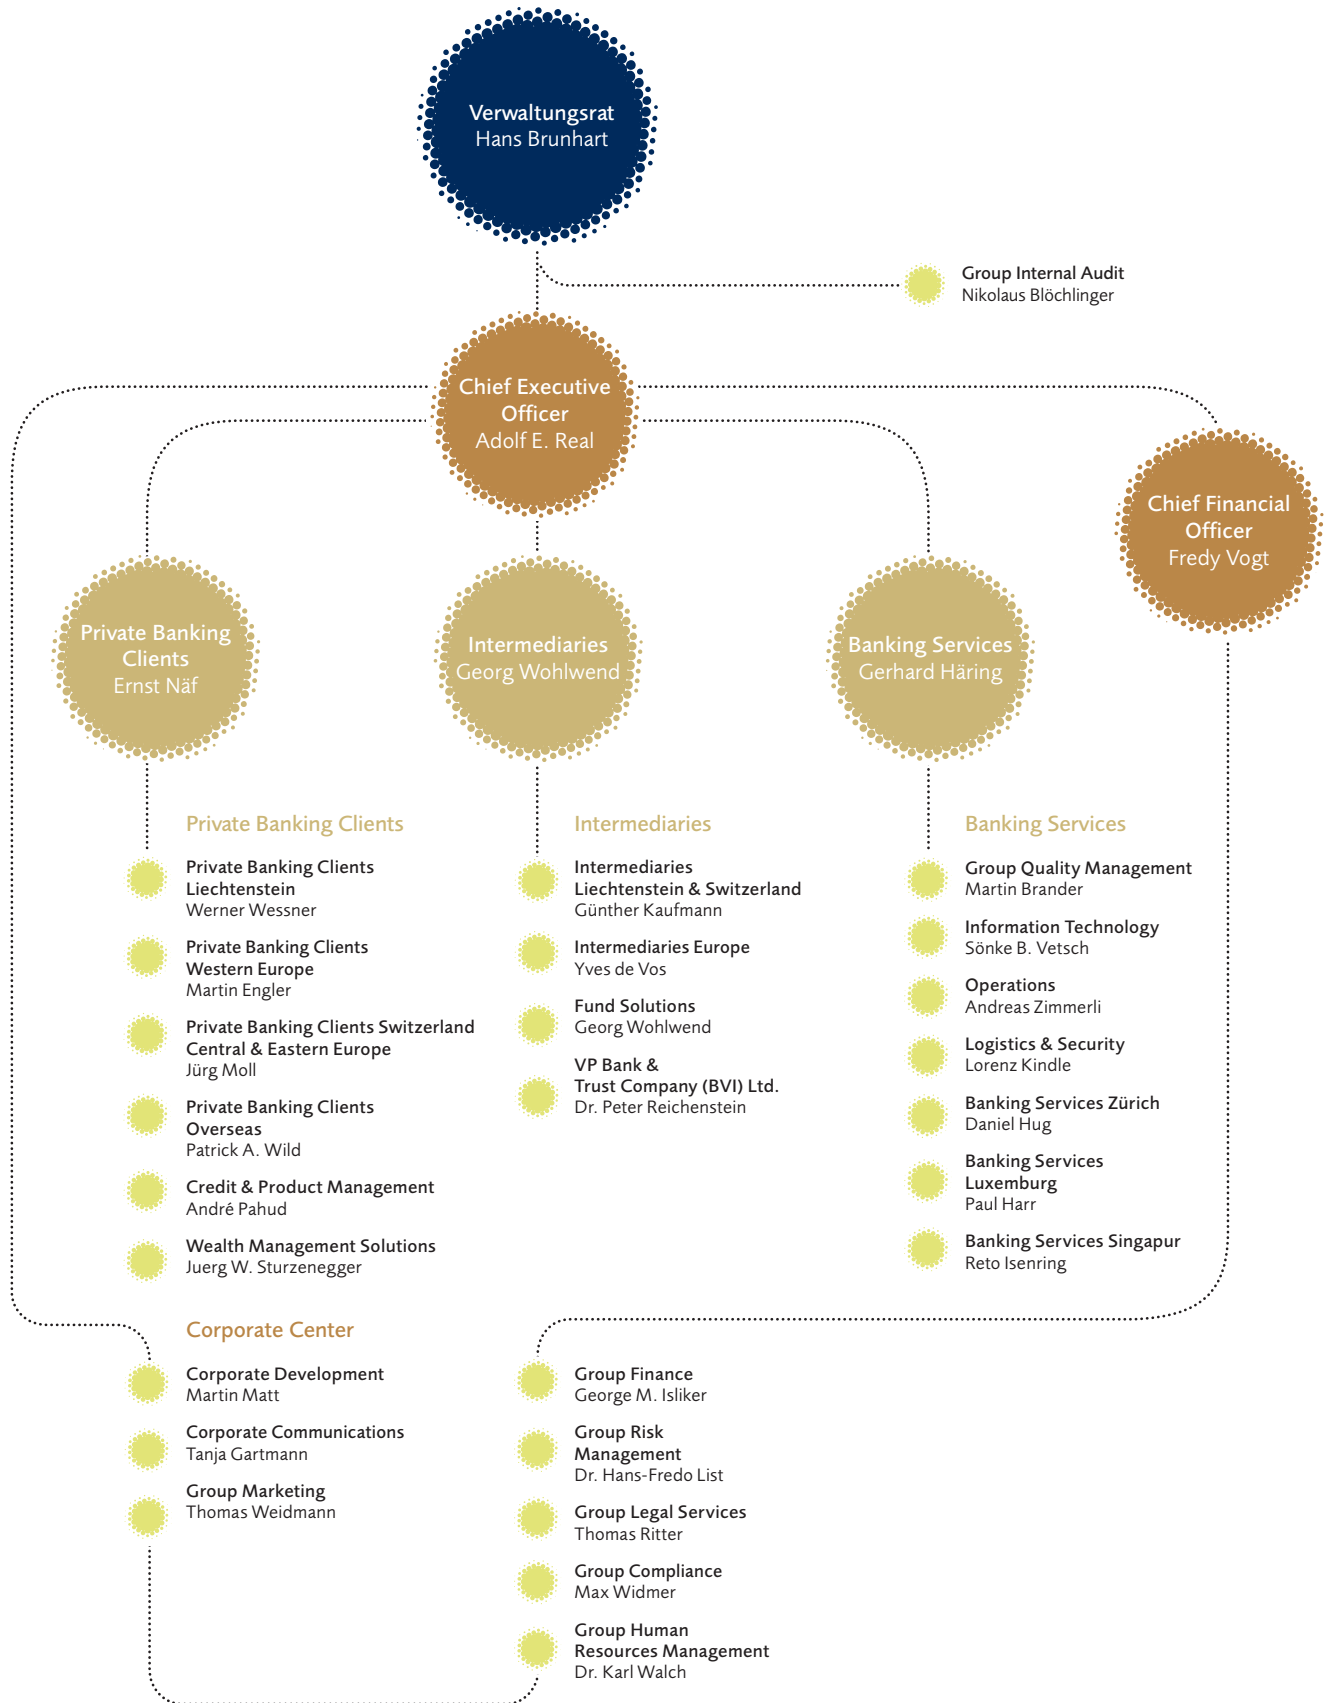 Verwaltungsrat
Hans Brunhart
Group Internal Audit
Nikolaus Blöchlinger
Chief Executive
Officer
Adolf E. Real
Chief Financial
Officer
Fredy Vogt
Private Banking
Clients
Ernst Näf
Intermediaries
Georg Wohlwend
Banking Services
Gerhard Häring
Private Banking Clients
Private Banking Clients
Liechtenstein
Werner Wessner
Private Banking Clients
Western Europe
Martin Engler
Private Banking Clients Switzerland
Central & Eastern Europe
Jürg Moll
Private Banking Clients
Overseas
Patrick A. Wild
Credit & Product Management
André Pahud
Wealth Management Solutions
Juerg W. Sturzenegger
Intermediaries
Intermediaries
Liechtenstein & Switzerland
Günther Kaufmann
Intermediaries Europe
Yves de Vos
Fund Solutions
Georg Wohlwend
VP Bank &
Trust Company (BVI) Ltd.
Dr. Peter Reichenstein
Banking Services
Group Quality Management
Martin Brander
Information Technology
Sönke B. Vetsch
Operations
Andreas Zimmerli
Logistics & Security
Lorenz Kindle
Banking Services Zürich
Daniel Hug
Banking Services
Luxemburg
Paul Harr
Banking Services Singapur
Reto Isenring
Corporate Center
Corporate Development
Martin Matt
Corporate Communications
Tanja Gartmann
Group Marketing
Thomas Weidmann
Group Finance
George M. Isliker
Group Risk
Management
Dr. Hans-Fredo List
Group Legal Services
Thomas Ritter
Group Compliance
Max Widmer
Group Human
Resources Management
Dr. Karl Walch